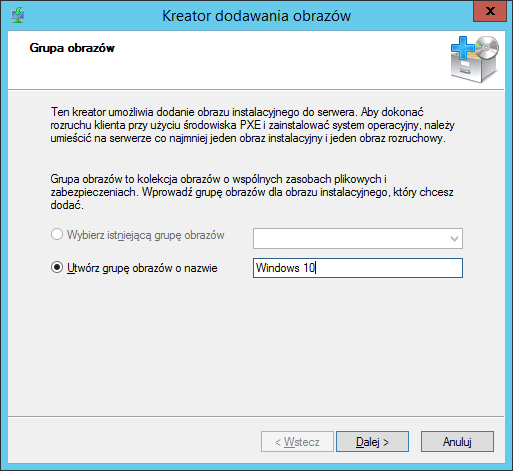 Kreator dodawania obrazów
x
Grupa obrazów
Ten kreator umożliwia dodanie obrazu instalacyjnego do serwera. Aby dokonać
rozruchu klienta przy użyciu środowiska PXE i zainstalować system operacyjny, należy
umieścić na serwerze co najmniej jeden obraz instalacyjny i jeden obraz rozruchowy.
Grupa obrazów to kolekcja obrazów o wspólnych zasobach plikowych i
zabezpieczeniach. Wprowadź grupę obrazów dla obrazu instalacyjnego, który chcesz
dodać.
Wybierz istniejącą grupę obrazów
Utwórz grupę obrazów o nazwie Windows 10
< Wstecz Dalej > Anuluj